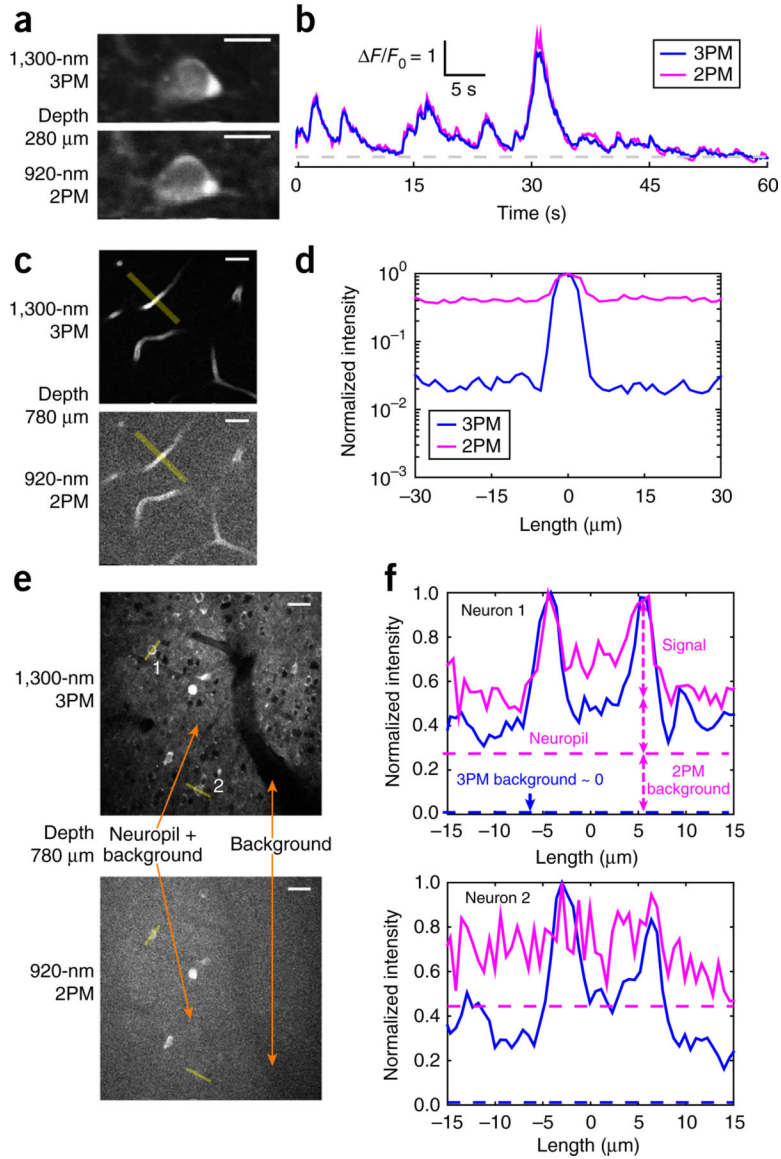 a
1,300-nm
3PM
Depth
280 μm
920-nm
2PM
b
ΔF/F0 = 1
5 s
3PM
2PM
0 15 30 45 60
Time (s)
c
1,300-nm
3PM
Depth
780 μm
920-nm
2PM
d
Normalized intensity
10^0
10^−1
10^−2
10^−3
3PM
2PM
−30 −15 0 15 30
Length (μm)
e
1,300-nm
3PM
1
2
Depth
780 μm
Neuropil +
background
Background
920-nm
2PM
f
Normalized intensity
1.0
0.8
0.6
0.4
0.2
0.0
Neuron 1
Signal
Neuropil
3PM background ~ 0
2PM
background
−15 −10 −5 0 5 10 15
Length (μm)
Normalized intensity
1.0
0.8
0.6
0.4
0.2
0.0
Neuron 2
−15 −10 −5 0 5 10 15
Length (μm)